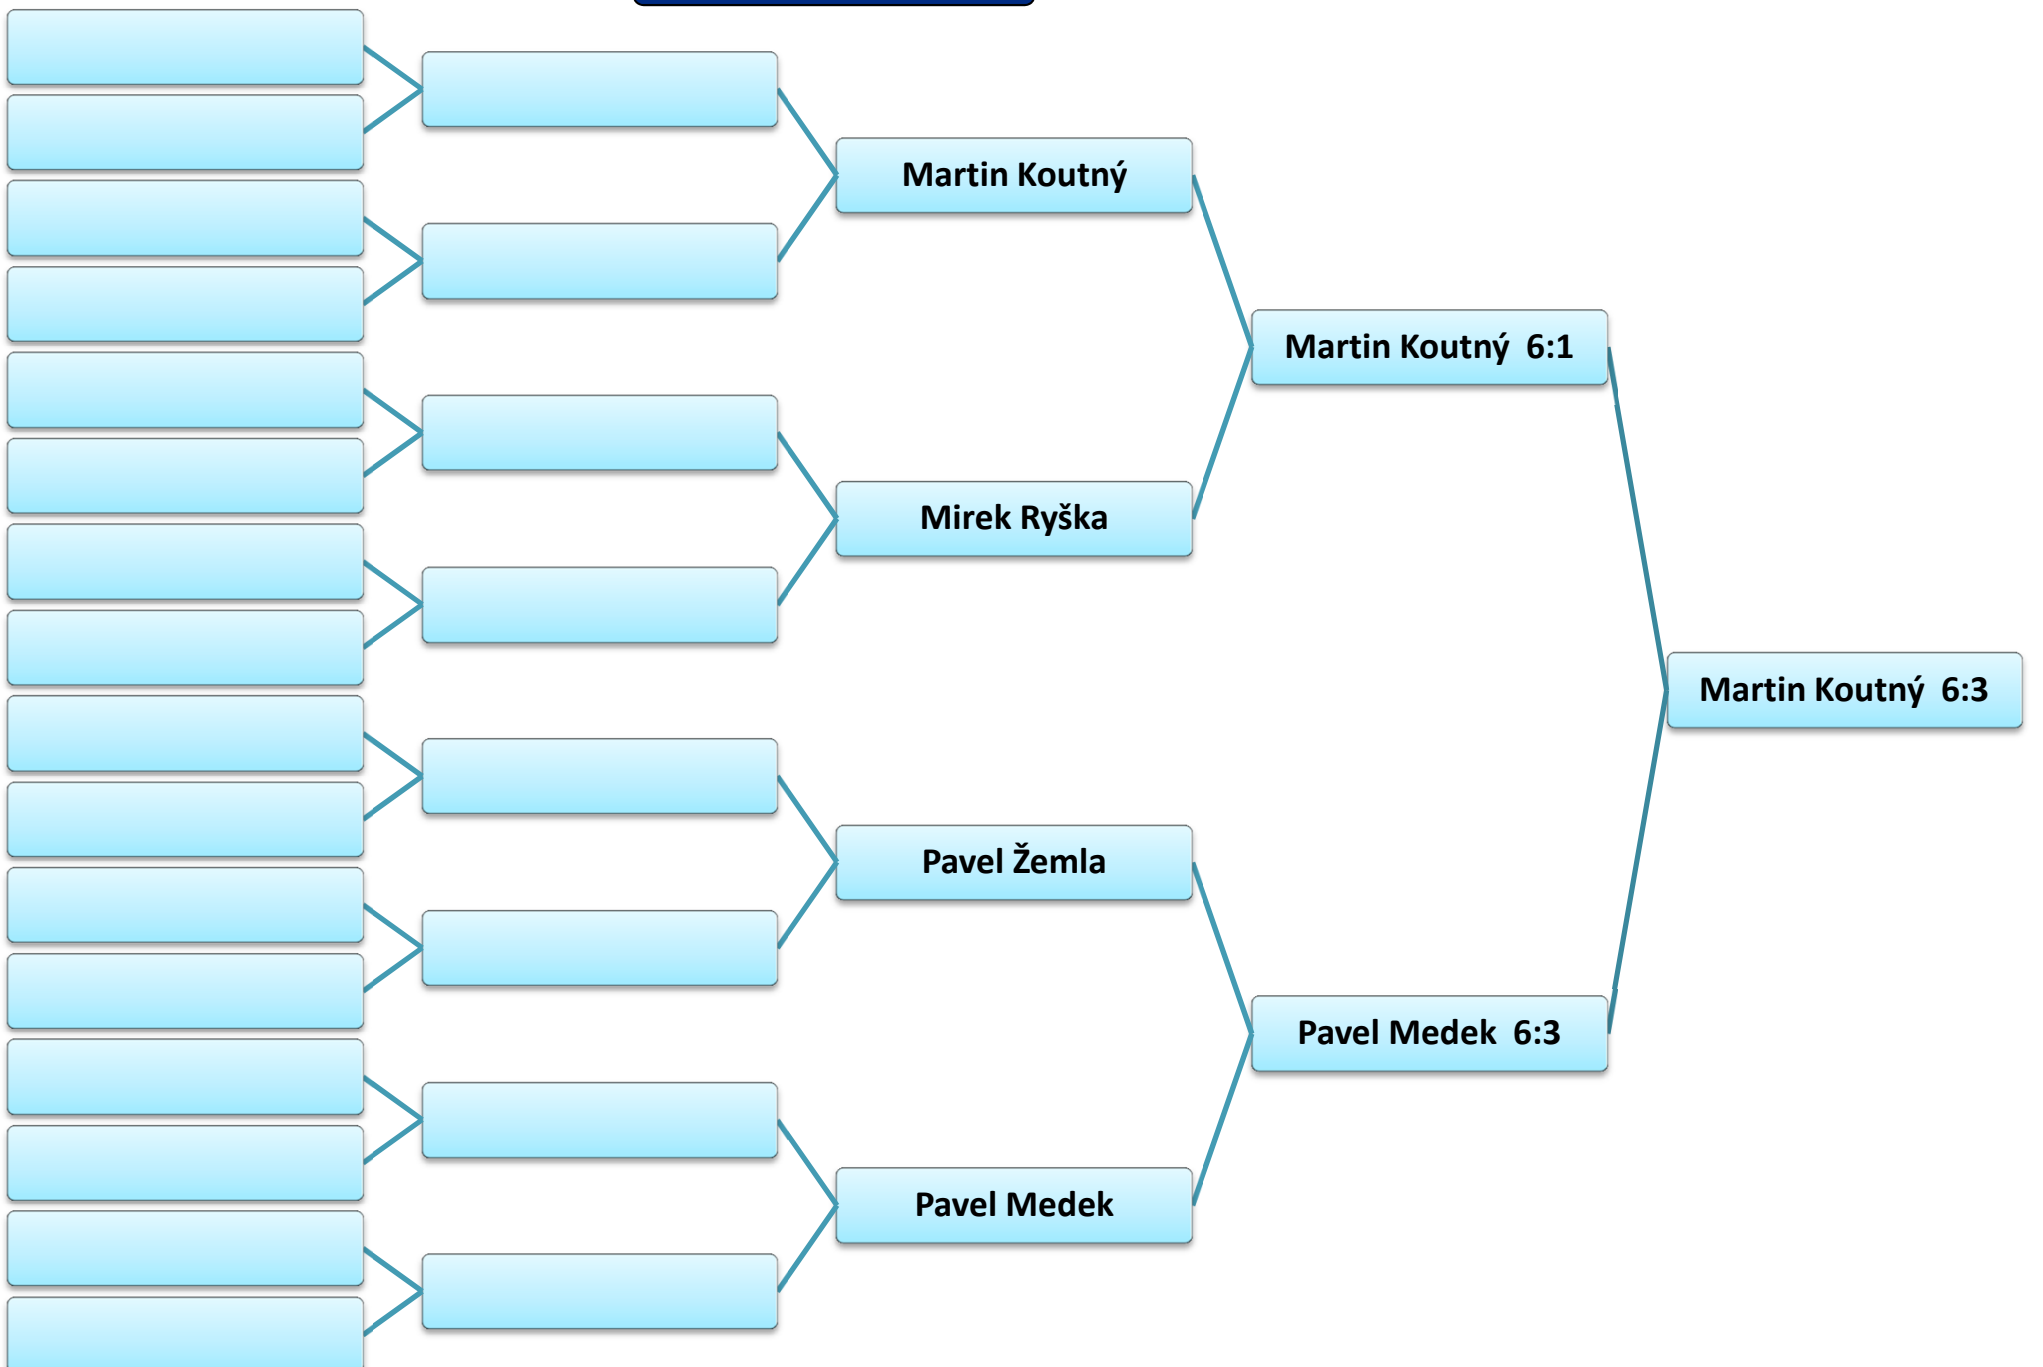 Martin Koutný
Martin Koutný 6:1
Mirek Ryška
Martin Koutný 6:3
Pavel Žemla
Pavel Medek 6:3
Pavel Medek